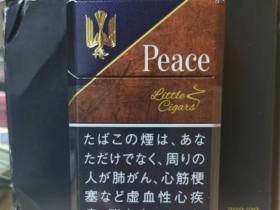 Peace
Little
Cigars
たばこの煙は、あな
ただけでなく、周りの
人が肺がん、心筋梗
塞など虚血性心疾